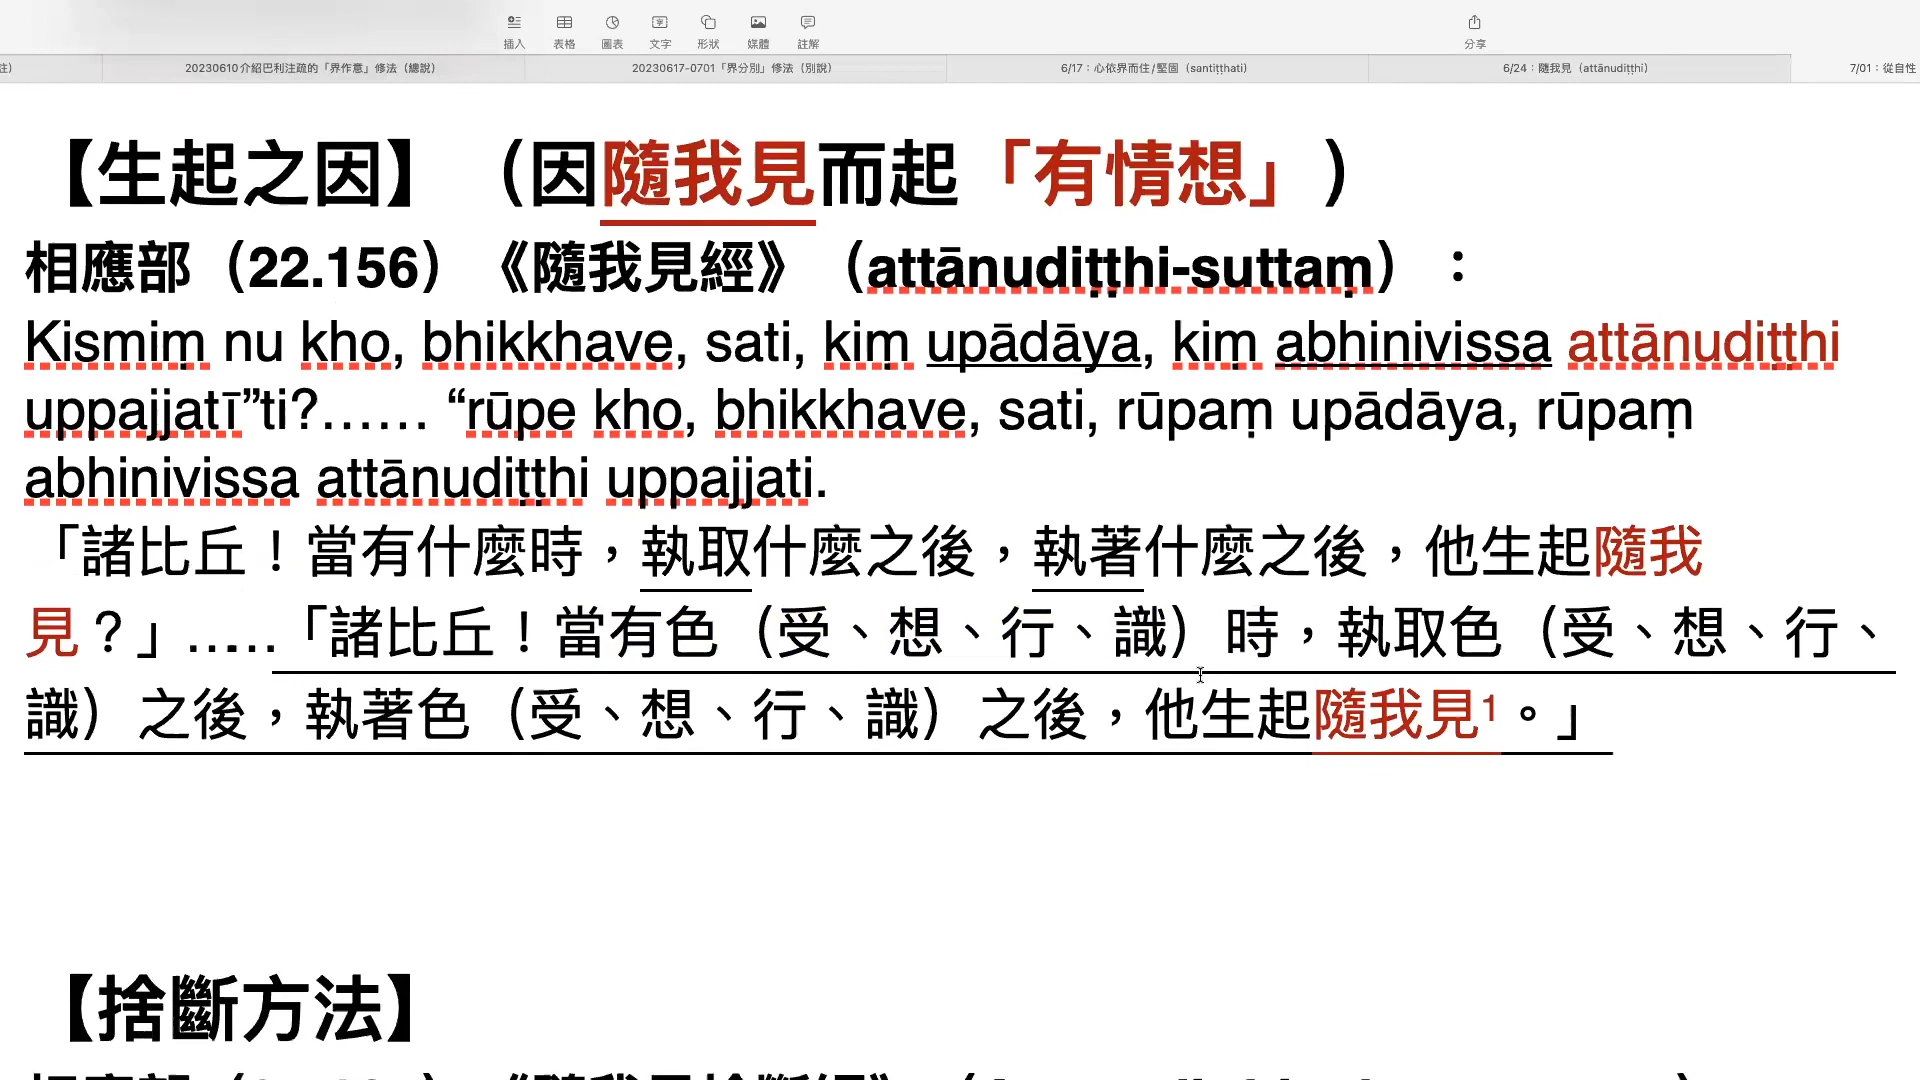 插入 表格 圖表 文字 形狀 媒體 註解 分享
注） 20230610介紹巴利注疏的「界作意」修法（總說） 20230617-0701「界分別」修法（別說） 6/17：心依界而住/堅固（santiṭṭhati） 6/24：隨我見（attānudiṭṭhi） 7/01：從自性
【生起之因】（因隨我見而起「有情想」）
相應部（22.156）《隨我見經》（attānudiṭṭhi-suttaṃ）：
Kismiṃ nu kho, bhikkhave, sati, kiṃ upādāya, kiṃ abhinivissa attānudiṭṭhi
uppajjatī”ti?…… “rūpe kho, bhikkhave, sati, rūpaṃ upādāya, rūpaṃ
abhinivissa attānudiṭṭhi uppajjati.
「諸比丘！當有什麼時，執取什麼之後，執著什麼之後，他生起隨我
見？」……「諸比丘！當有色（受、想、行、識）時，執取色（受、想、行、
識）之後，執著色（受、想、行、識）之後，他生起隨我見1。」
【捨斷方法】